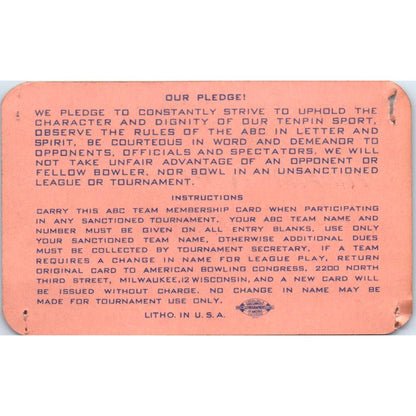 OUR PLEDGE!
WE PLEDGE TO CONSTANTLY STRIVE TO UPHOLD THE
CHARACTER AND DIGNITY OF OUR TENPIN SPORT,
OBSERVE THE RULES OF THE ABC IN LETTER AND
SPIRIT, BE COURTEOUS IN WORD AND DEMEANOR TO
OPPONENTS, OFFICIALS AND SPECTATORS. WE WILL
NOT TAKE UNFAIR ADVANTAGE OF AN OPPONENT OR
FELLOW BOWLER, NOR BOWL IN AN UNSANCTIONED
LEAGUE OR TOURNAMENT.
INSTRUCTIONS
CARRY THIS ABC TEAM MEMBERSHIP CARD WHEN PARTICIPATING
IN ANY SANCTIONED TOURNAMENT. YOUR ABC TEAM NAME AND
NUMBER MUST BE GIVEN ON ALL ENTRY BLANKS. USE ONLY
YOUR SANCTIONED TEAM NAME, OTHERWISE ADDITIONAL DUES
MUST BE COLLECTED BY TOURNAMENT SECRETARY. IF A TEAM
REQUIRES A CHANGE IN NAME FOR LEAGUE PLAY, RETURN
ORIGINAL CARD TO AMERICAN BOWLING CONGRESS, 2200 NORTH
THIRD STREET, MILWAUKEE,12 WISCONSIN, AND A NEW CARD WILL
BE ISSUED WITHOUT CHARGE. NO CHANGE IN NAME MAY BE
MADE FOR TOURNAMENT USE ONLY.
LITHO. IN U.S.A.